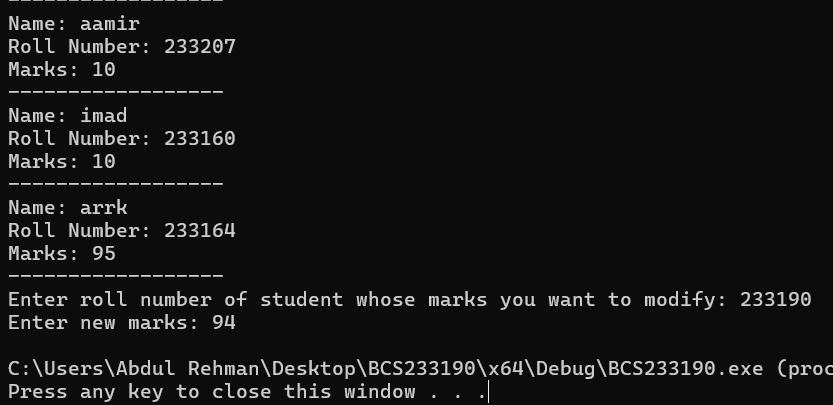 ------------------
Name: aamir
Roll Number: 233207
Marks: 10
------------------
Name: imad
Roll Number: 233160
Marks: 10
------------------
Name: arrk
Roll Number: 233164
Marks: 95
------------------
Enter roll number of student whose marks you want to modify: 233190
Enter new marks: 94
C:\Users\Abdul Rehman\Desktop\BCS233190\x64\Debug\BCS233190.exe (proc
Press any key to close this window . . .